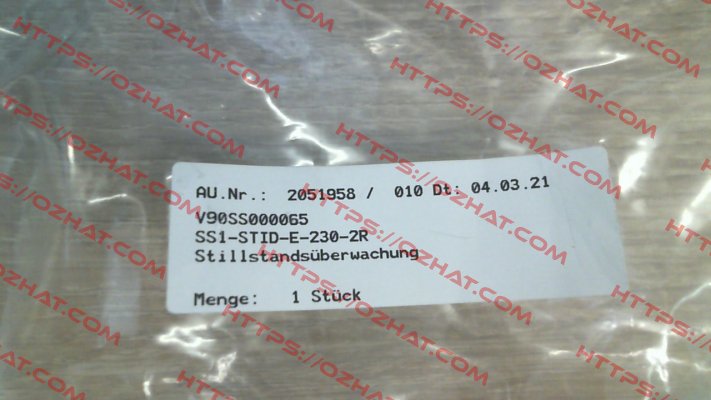 AU.Nr.: 2051958 / 010 Dt: 04.03.21
V90SS000065
SS1-STID-E-230-2R
Stillstandsüberwachung
Menge: 1 Stück
HTTPS://OZHAT.COM